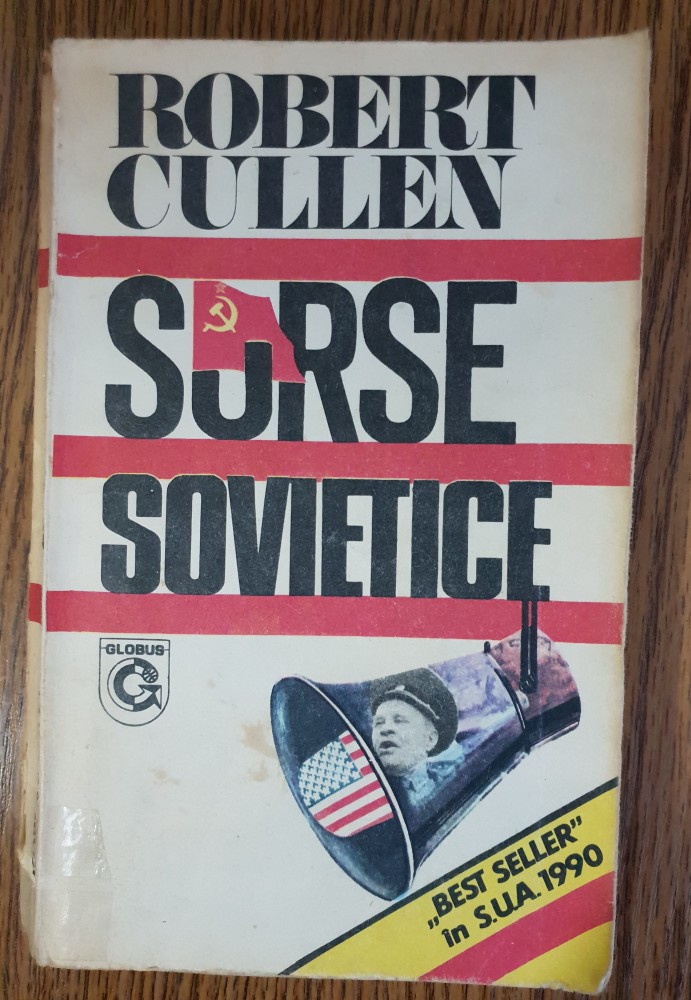 ROBERT
CULLEN
SURSE
SOVIETICE
GLOBUS
„BEST SELLER”
în S.U.A. 1990